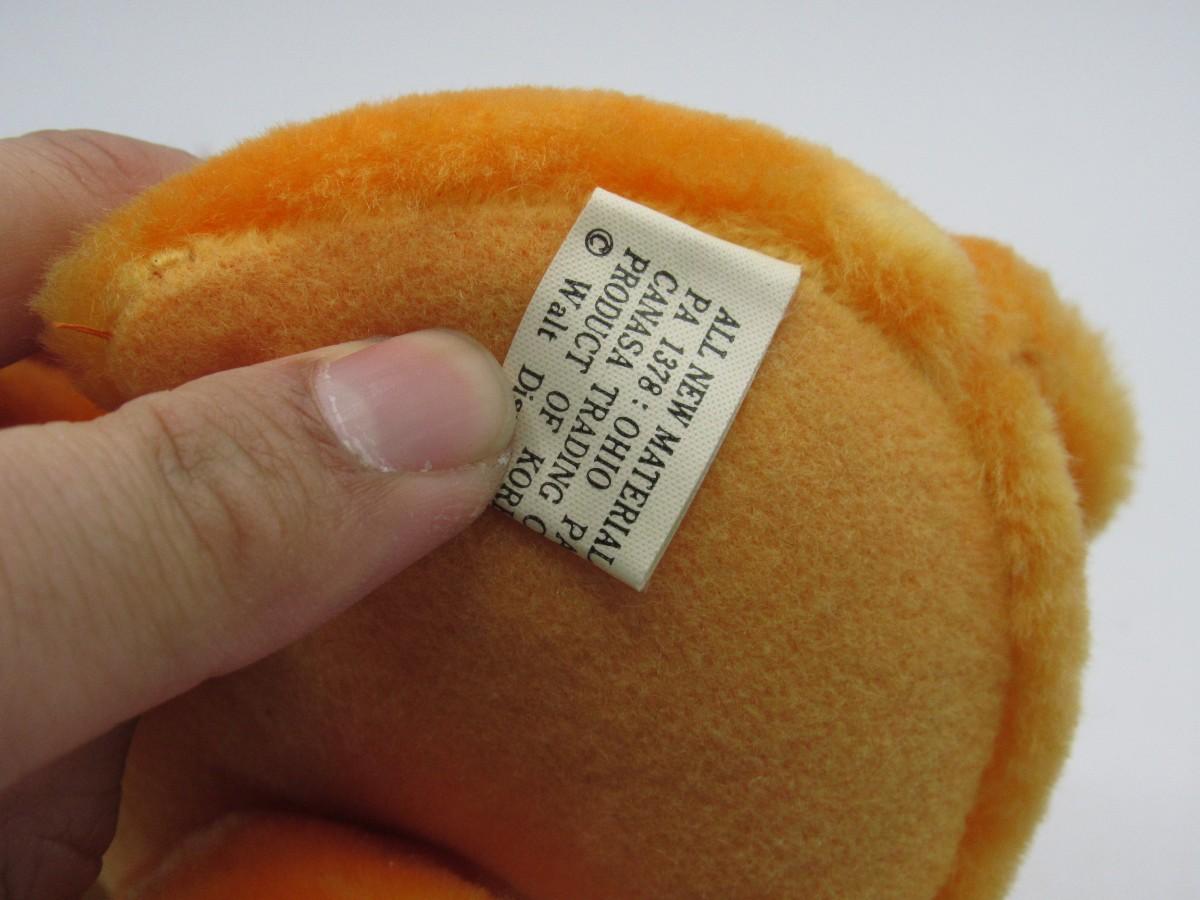 ALL NEW MATERIAL
PA 1378 : OHIO
CANASA TRADING
PRODUCT OF
© Walt